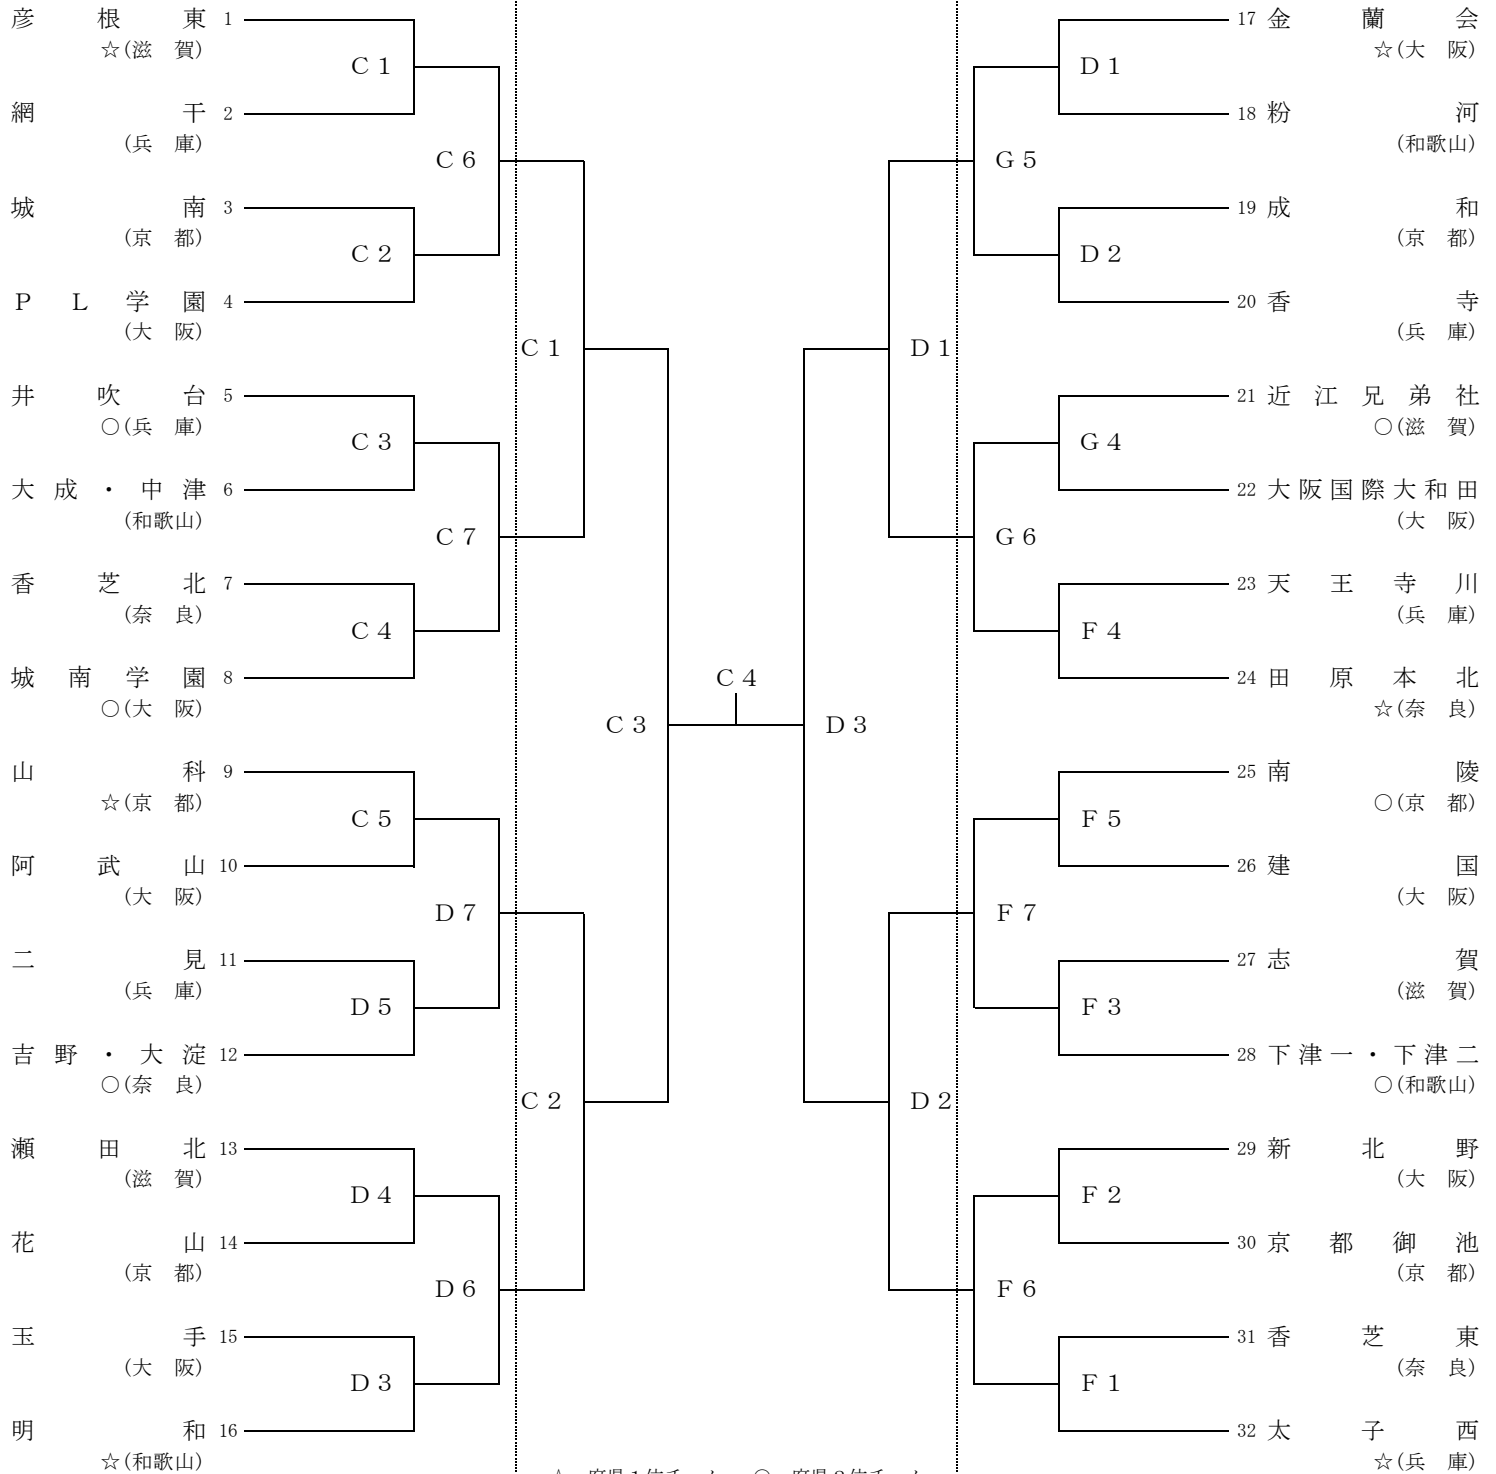 彦根東 1
☆(滋 賀)
C1
網干 2
(兵 庫)
C6
城南 3
(京 都)
C2
PL学園 4
(大 阪)
C1
井吹台 5
○(兵 庫)
C3
大成・中津 6
(和歌山)
C7
香芝北 7
(奈 良)
C4
城南学園 8
○(大 阪)
C3
山科 9
☆(京 都)
C5
阿武山 10
(大 阪)
D7
二見 11
(兵 庫)
D5
吉野・大淀 12
○(奈 良)
C2
瀬田北 13
(滋 賀)
D4
花山 14
(京 都)
D6
玉手 15
(大 阪)
D3
明和 16
☆(和歌山)
C4
17 金蘭会
☆(大 阪)
D1
18 粉河
(和歌山)
G5
19 成和
(京 都)
D2
20 香寺
(兵 庫)
D1
21 近江兄弟社
○(滋 賀)
G4
22 大阪国際大和田
(大 阪)
G6
23 天王寺川
(兵 庫)
F4
24 田原本北
☆(奈 良)
D3
25 南陵
○(京 都)
F5
26 建国
(大 阪)
F7
27 志賀
(滋 賀)
F3
28 下津一・下津二
○(和歌山)
D2
29 新北野
(大 阪)
F2
30 京都御池
(京 都)
F6
31 香芝東
(奈 良)
F1
32 太子西
☆(兵 庫)